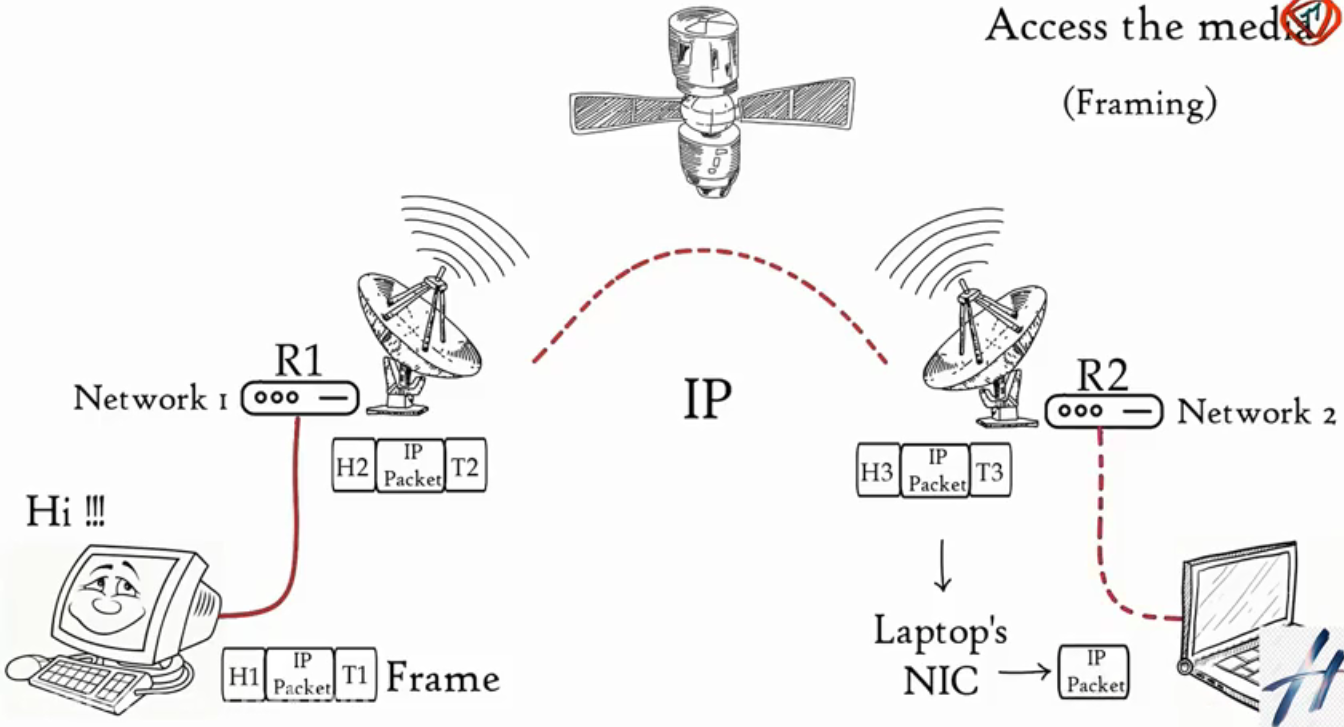 Access the media
(Framing)
R1
Network 1
IP
R2
Network 2
H2
IP
Packet
T2
H3
IP
Packet
T3
Hi !!!
Laptop's
NIC
IP
Packet
H1
IP
Packet
T1
Frame